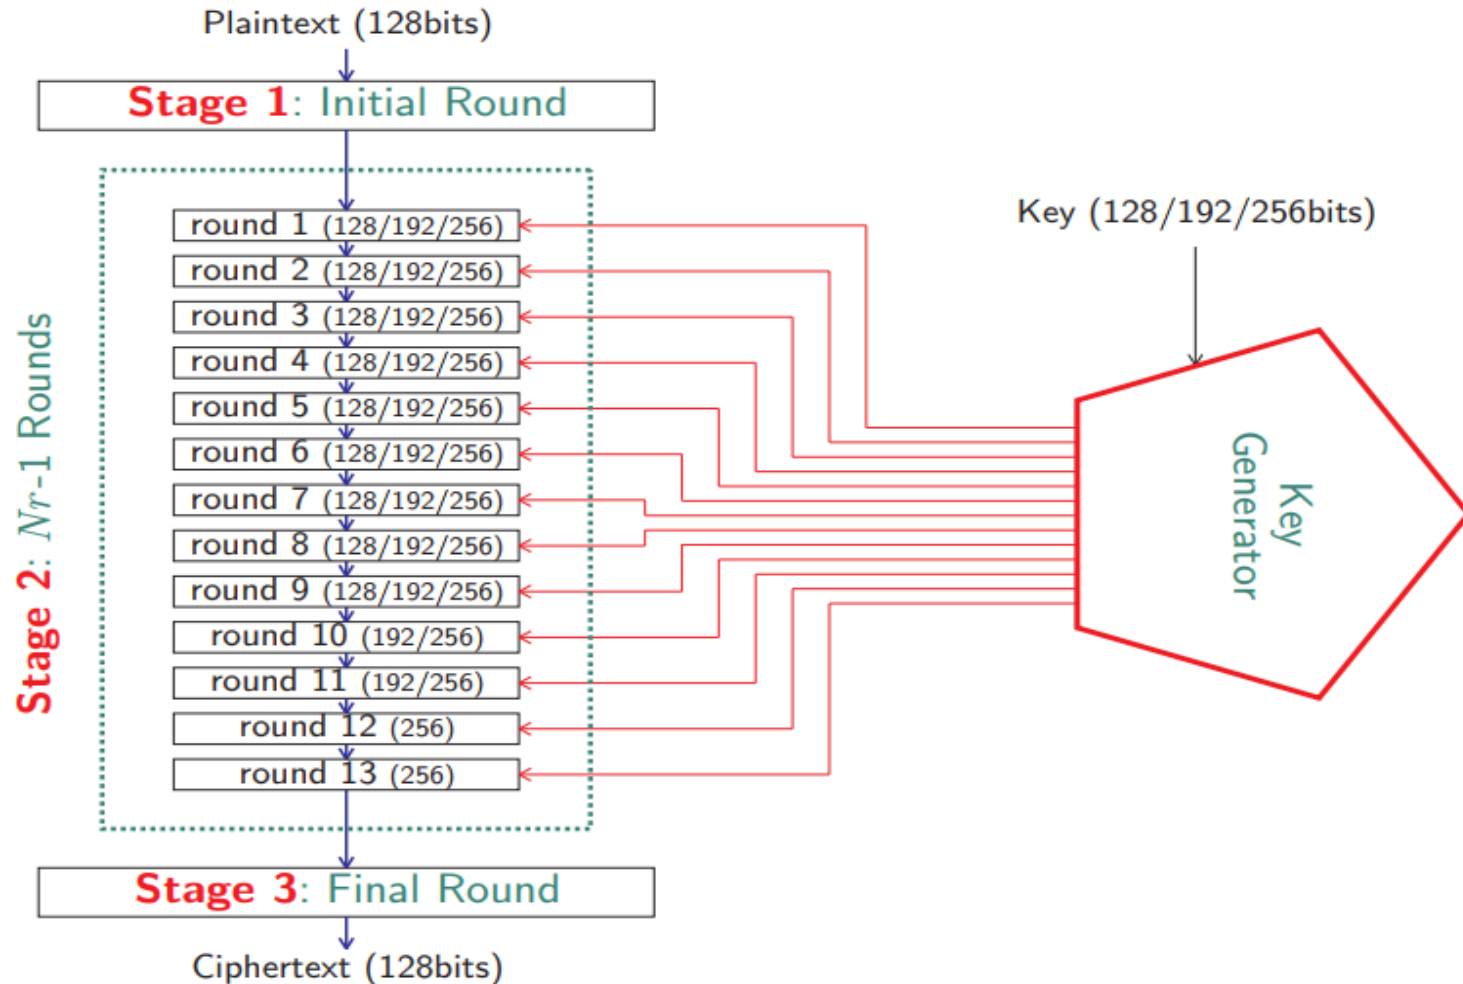 Plaintext (128bits)
Stage 1: Initial Round
Stage 2: Nr-1 Rounds
round 1 (128/192/256)
round 2 (128/192/256)
round 3 (128/192/256)
round 4 (128/192/256)
round 5 (128/192/256)
round 6 (128/192/256)
round 7 (128/192/256)
round 8 (128/192/256)
round 9 (128/192/256)
round 10 (192/256)
round 11 (192/256)
round 12 (256)
round 13 (256)
Key (128/192/256bits)
Key
Generator
Stage 3: Final Round
Ciphertext (128bits)